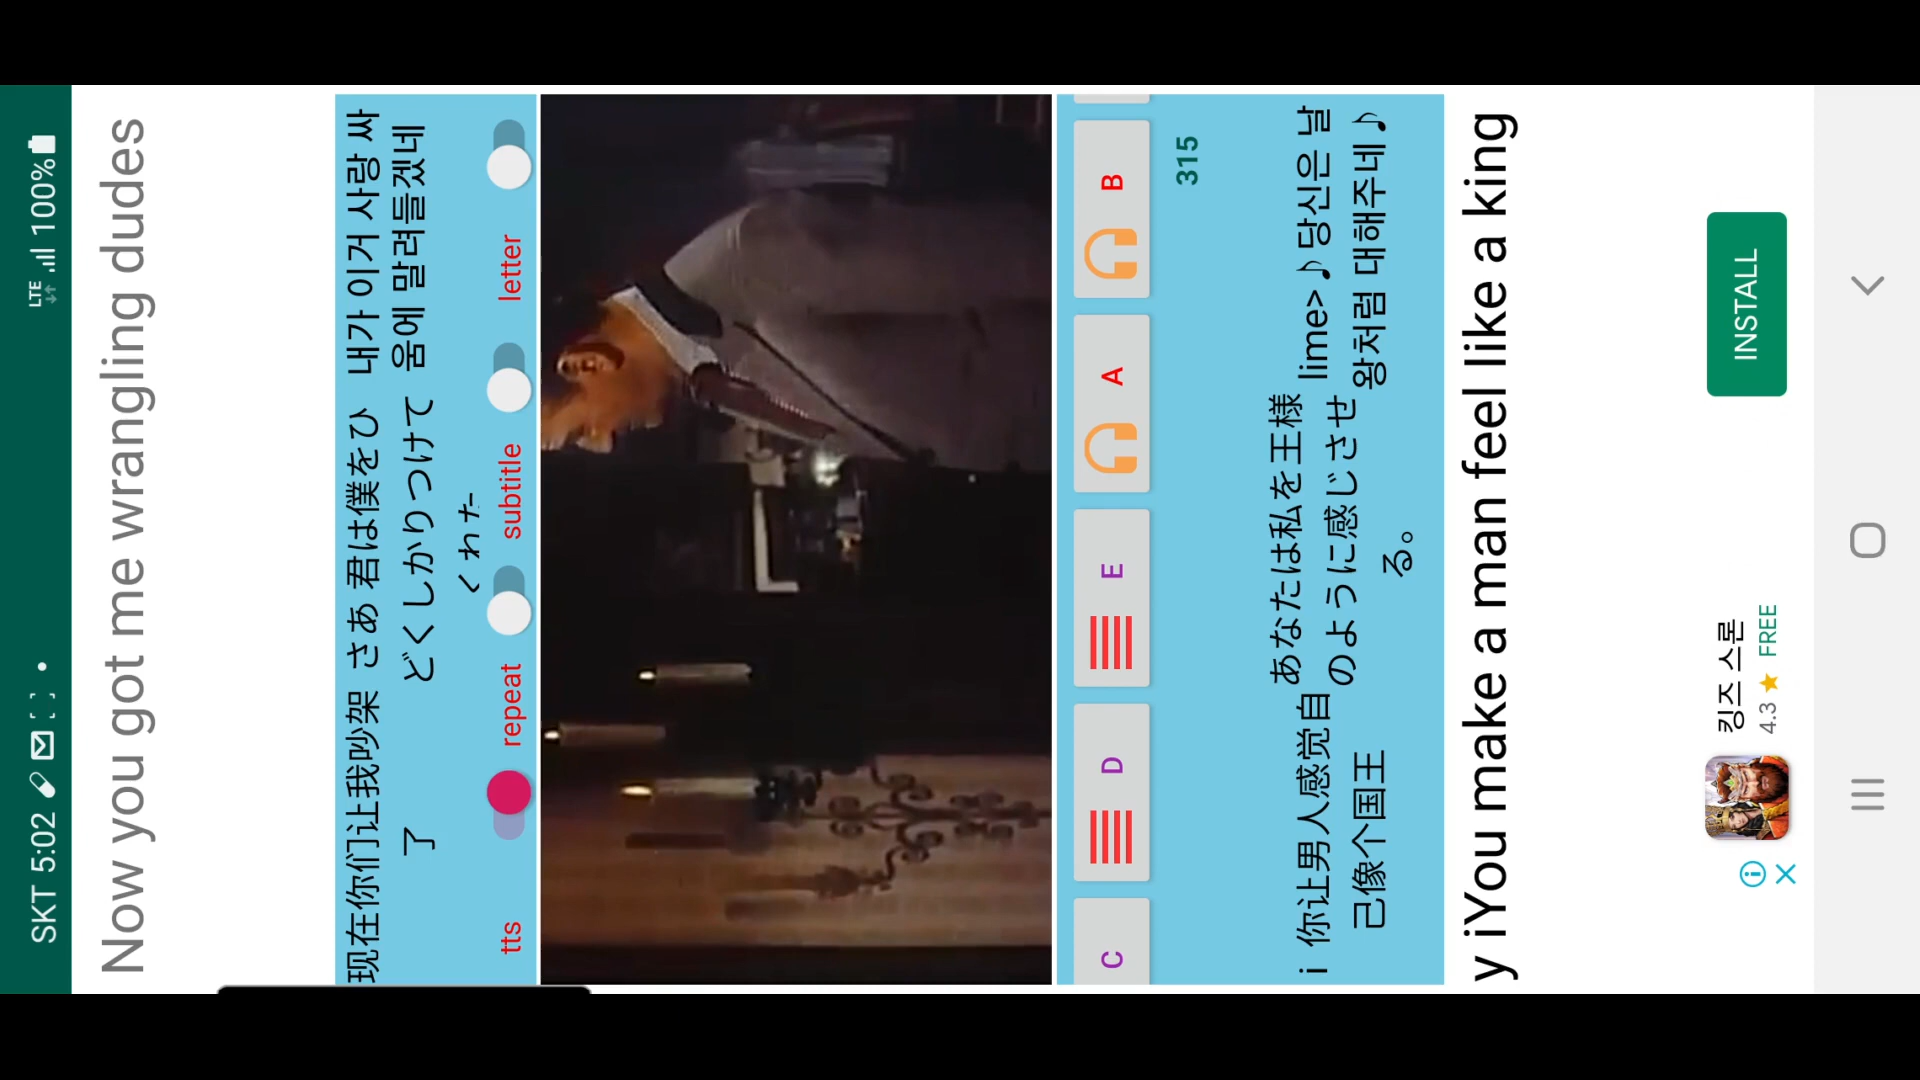 SKT 5:02
LTE 100%
Now you got me wrangling dudes
现在你们让我吵架
了
さあ 君は僕をひ
どくしかりつけて
くれた
내가 이거 사랑 싸
움에 말려들겠네
tts repeat subtitle letter
C D E A B
315
i 你让男人感觉自
己像个国王
あなたは私を王様
のように感じさせ
る。
lime>♪당신은 날
왕처럼 대해주네♪
y iYou make a man feel like a king
킹즈 스론
4.3 ★ FREE
INSTALL